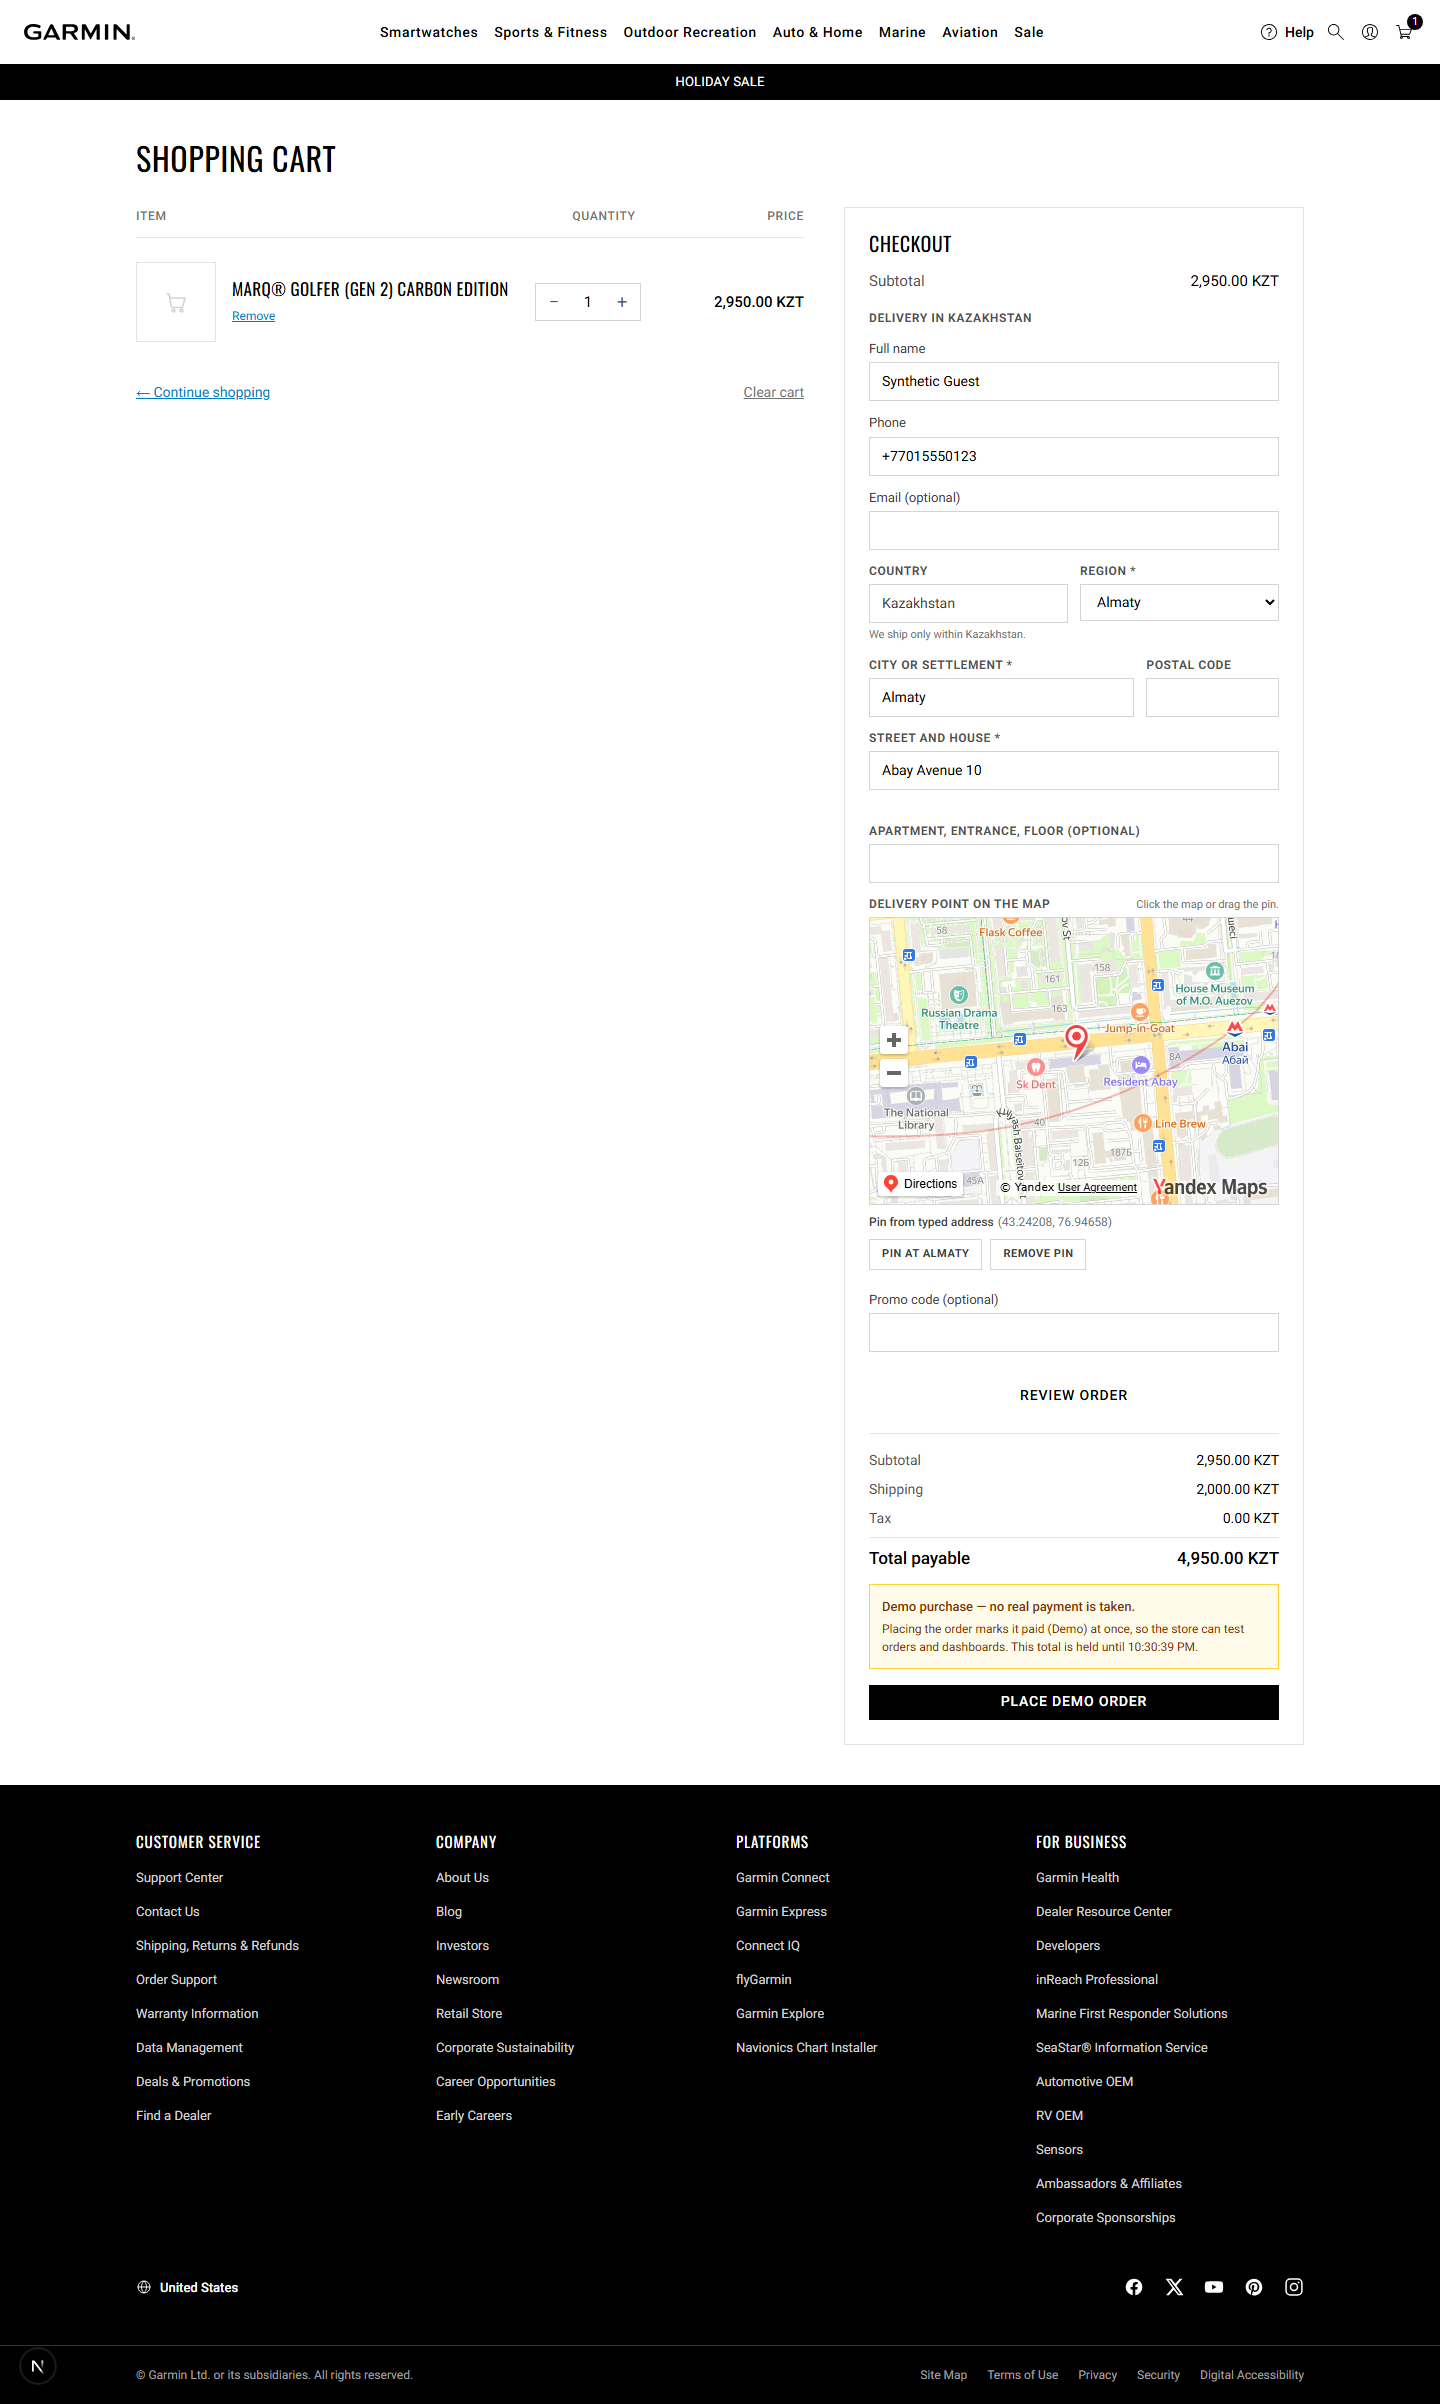 GARMIN
Smartwatches Sports & Fitness Outdoor Recreation Auto & Home Marine Aviation Sale
Help
1
HOLIDAY SALE
SHOPPING CART
ITEM QUANTITY PRICE
MARQ® GOLFER (GEN 2) CARBON EDITION
Remove
− 1 +
2,950.00 KZT
← Continue shopping
Clear cart
CHECKOUT
Subtotal 2,950.00 KZT
DELIVERY IN KAZAKHSTAN
Full name
Synthetic Guest
Phone
+77015550123
Email (optional)
COUNTRY REGION *
Kazakhstan Almaty
We ship only within Kazakhstan.
CITY OR SETTLEMENT * POSTAL CODE
Almaty
STREET AND HOUSE *
Abay Avenue 10
APARTMENT, ENTRANCE, FLOOR (OPTIONAL)
DELIVERY POINT ON THE MAP Click the map or drag the pin.
58
Flask Coffee
44
158
161
House Museum
of M.O. Auezov
Russian Drama
Theatre
163
Jump-in-Goat
Abai
Абай
8A
Sk Dent
Resident Abay
The National
Library
40
Line Brew
187Б
12Б
45A
Directions
© Yandex User Agreement
Yandex Maps
Pin from typed address (43.24208, 76.94658)
PIN AT ALMATY REMOVE PIN
Promo code (optional)
REVIEW ORDER
Subtotal 2,950.00 KZT
Shipping 2,000.00 KZT
Tax 0.00 KZT
Total payable 4,950.00 KZT
Demo purchase — no real payment is taken.
Placing the order marks it paid (Demo) at once, so the store can test
orders and dashboards. This total is held until 10:30:39 PM.
PLACE DEMO ORDER
CUSTOMER SERVICE
Support Center
Contact Us
Shipping, Returns & Refunds
Order Support
Warranty Information
Data Management
Deals & Promotions
Find a Dealer
COMPANY
About Us
Blog
Investors
Newsroom
Retail Store
Corporate Sustainability
Career Opportunities
Early Careers
PLATFORMS
Garmin Connect
Garmin Express
Connect IQ
flyGarmin
Garmin Explore
Navionics Chart Installer
FOR BUSINESS
Garmin Health
Dealer Resource Center
Developers
inReach Professional
Marine First Responder Solutions
SeaStar® Information Service
Automotive OEM
RV OEM
Sensors
Ambassadors & Affiliates
Corporate Sponsorships
United States
N
© Garmin Ltd. or its subsidiaries. All rights reserved.
Site Map Terms of Use Privacy Security Digital Accessibility